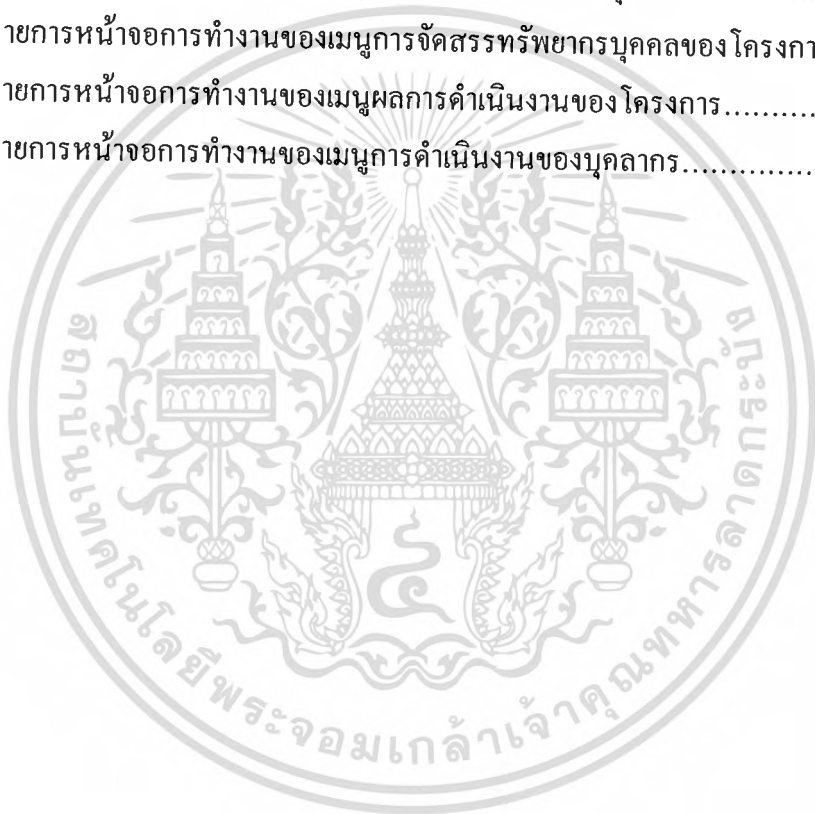 ายการหน้าจอการทำงานของเมนูการจัดสรรทรัพยากรบุคคลของโครงกา
ายการหน้าจอการทำงานของเมนูผลการดำเนินงานของโครงการ..........
ายการหน้าจอการทำงานของเมนูการดำเนินงานของบุคลากร..............
สถาบันเทคโนโลยีพระจอมเกล้าเจ้าคุณทหารลาดกระบัง
๔